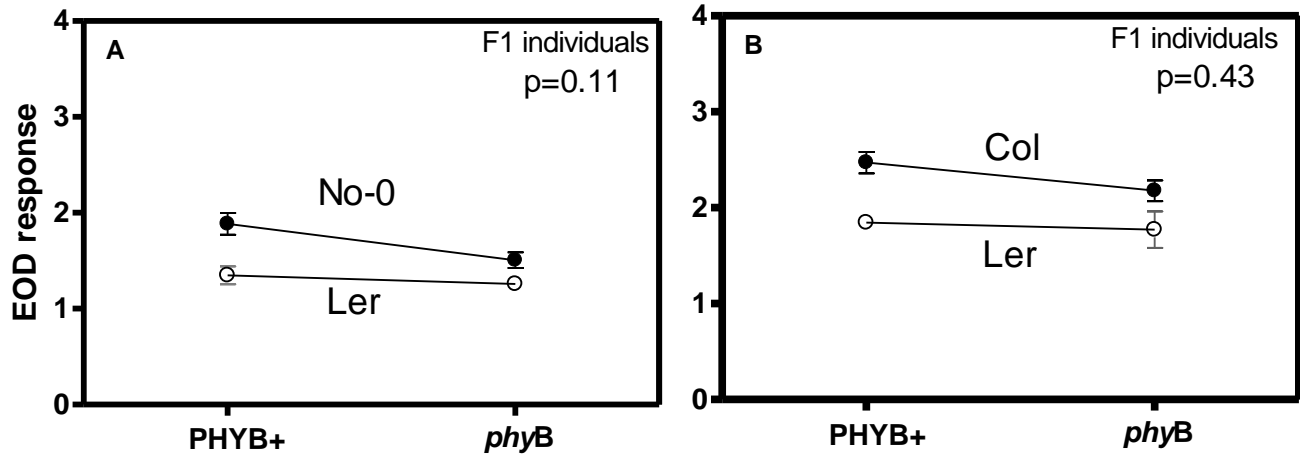 A
F1 individuals
p=0.11
No-0
Ler
EOD response
4
3
2
1
0
PHYB+
phyB
B
F1 individuals
p=0.43
Col
Ler
4
3
2
1
0
PHYB+
phyB